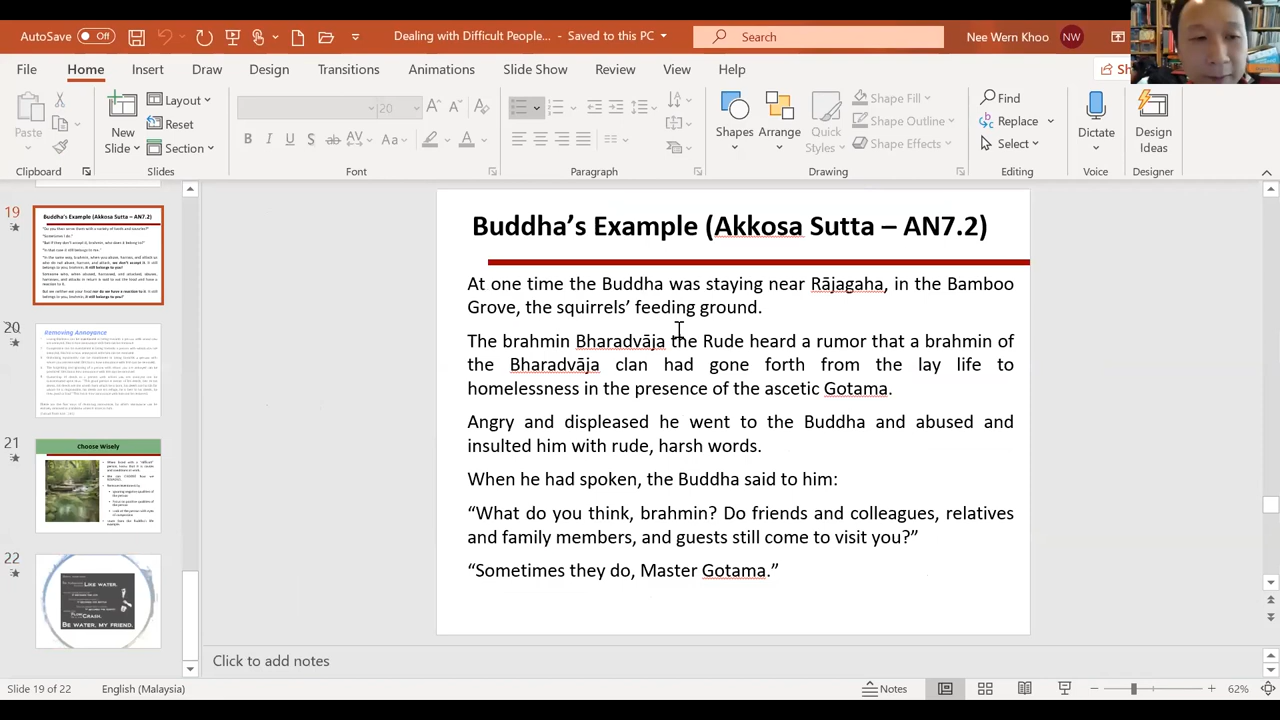 AutoSave Off Dealing with Difficult People... - Saved to this PC Search Nee Wern Khoo NW
File Home Insert Draw Design Transitions Animations Slide Show Review View Help
Paste New Slide Layout Reset Section 20 Shapes Arrange Quick Styles Shape Fill Shape Outline Shape Effects Find Replace Select Dictate Design Ideas
Clipboard Slides Font Paragraph Drawing Editing Voice Designer
19
Buddha's Example (Akkosa Sutta – AN7.2)
20
Removing Annoyance
21
Choose Wisely
22
LIKE WATER.
CRASH.
BE WATER, MY FRIEND.
Buddha’s Example (Akkosa Sutta – AN7.2)
At one time the Buddha was staying near Rājagaha, in the Bamboo
Grove, the squirrels’ feeding ground.
The brahmin Bharadvāja the Rude heard a rumor that a brahmin of
the Bharadvāja clan had gone forth from the lay life to
homelessness in the presence of the ascetic Gotama.
Angry and displeased he went to the Buddha and abused and
insulted him with rude, harsh words.
When he had spoken, the Buddha said to him:
“What do you think, brahmin? Do friends and colleagues, relatives
and family members, and guests still come to visit you?”
“Sometimes they do, Master Gotama.”
Click to add notes
Slide 19 of 22 English (Malaysia) Notes 62%